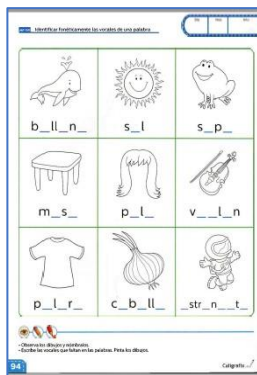 Identificar fonéticamente las vocales de una palabra
b_ll_n_ s_l s_p_
m_s_ p_l_ v__l_n
p_l_r_ c_b_ll_ _str_n__t_
- Observa los dibujos y nómbralos.
- Escribe las vocales que faltan en las palabras. Pinta los dibujos.
94
Caligrafix